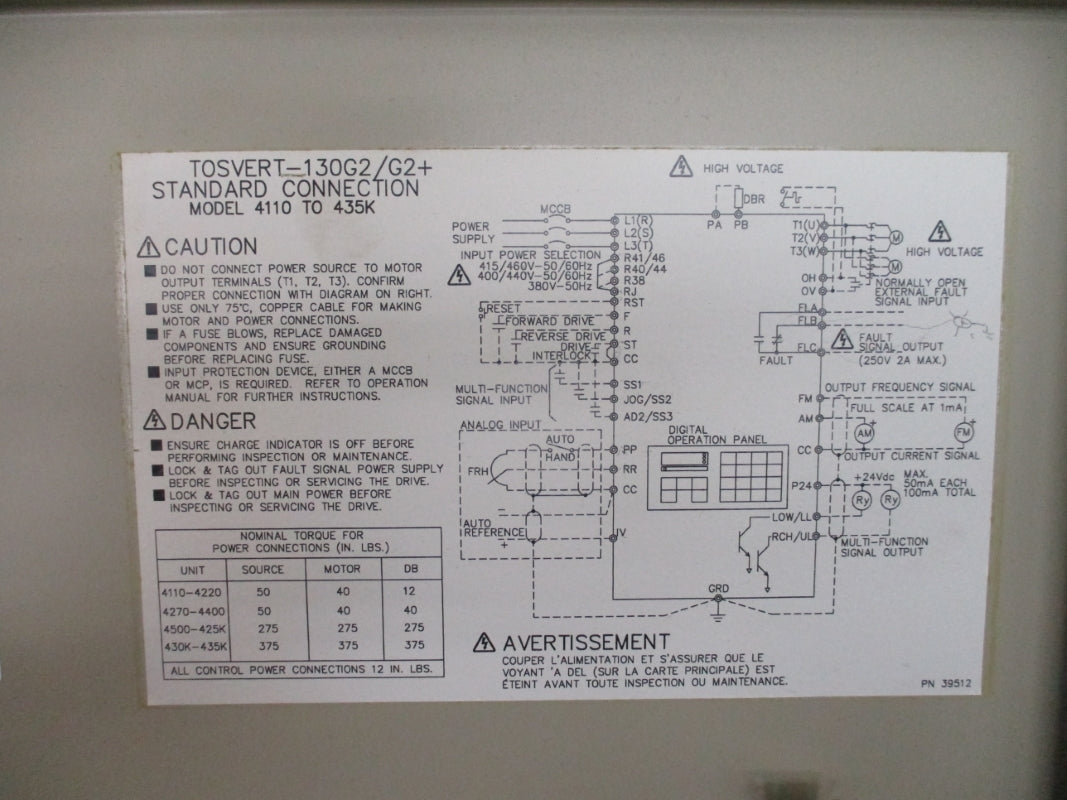 TOSVERT-130G2/G2+
STANDARD CONNECTION
MODEL 4110 TO 435K
CAUTION
DO NOT CONNECT POWER SOURCE TO MOTOR
OUTPUT TERMINALS (T1, T2, T3). CONFIRM
PROPER CONNECTION WITH DIAGRAM ON RIGHT.
USE ONLY 75°C, COPPER CABLE FOR MAKING
MOTOR AND POWER CONNECTIONS.
IF A FUSE BLOWS, REPLACE DAMAGED
COMPONENTS AND ENSURE GROUNDING
BEFORE REPLACING FUSE.
INPUT PROTECTION DEVICE, EITHER A MCCB
OR MCP, IS REQUIRED. REFER TO OPERATION
MANUAL FOR FURTHER INSTRUCTIONS.
DANGER
ENSURE CHARGE INDICATOR IS OFF BEFORE
PERFORMING INSPECTION OR MAINTENANCE.
LOCK & TAG OUT FAULT SIGNAL POWER SUPPLY
BEFORE INSPECTING OR SERVICING THE DRIVE.
LOCK & TAG OUT MAIN POWER BEFORE
INSPECTING OR SERVICING THE DRIVE.
NOMINAL TORQUE FOR
POWER CONNECTIONS (IN. LBS.)
UNIT SOURCE MOTOR DB
4110-4220 50 40 12
4270-4400 50 40 40
4500-425K 275 275 275
430K-435K 375 375 375
ALL CONTROL POWER CONNECTIONS 12 IN. LBS.
HIGH VOLTAGE
DBR
PA PB
MCCB
POWER
SUPPLY
L1(R)
L2(S)
L3(T)
INPUT POWER SELECTION
415/460V-50/60Hz
400/440V-50/60Hz
380V-50Hz
R41/46
R40/44
R38
RJ
RESET
RST
FORWARD DRIVE
F
REVERSE DRIVE
R
DRIVE
ST
INTERLOCK
CC
MULTI-FUNCTION
SIGNAL INPUT
SS1
JOG/SS2
AD2/SS3
ANALOG INPUT
AUTO
HAND
FRH
PP
RR
CC
AUTO
REFERENCE
-
+
IV
DIGITAL
OPERATION PANEL
T1(U)
T2(V)
T3(W)
M
M
HIGH VOLTAGE
OH
OV
NORMALLY OPEN
EXTERNAL FAULT
SIGNAL INPUT
FLA
FLB
FLC
FAULT
FAULT
SIGNAL OUTPUT
(250V 2A MAX.)
OUTPUT FREQUENCY SIGNAL
FM
FULL SCALE AT 1mA
AM
AM
+
FM
+
CC
OUTPUT CURRENT SIGNAL
P24
+24Vdc
MAX.
50mA EACH
100mA TOTAL
Ry
Ry
LOW/LL
RCH/UL
MULTI-FUNCTION
SIGNAL OUTPUT
GRD
AVERTISSEMENT
COUPER L'ALIMENTATION ET S'ASSURER QUE LE
VOYANT 'A DEL (SUR LA CARTE PRINCIPALE) EST
ÉTEINT AVANT TOUTE INSPECTION OU MAINTENANCE.
PN 39512